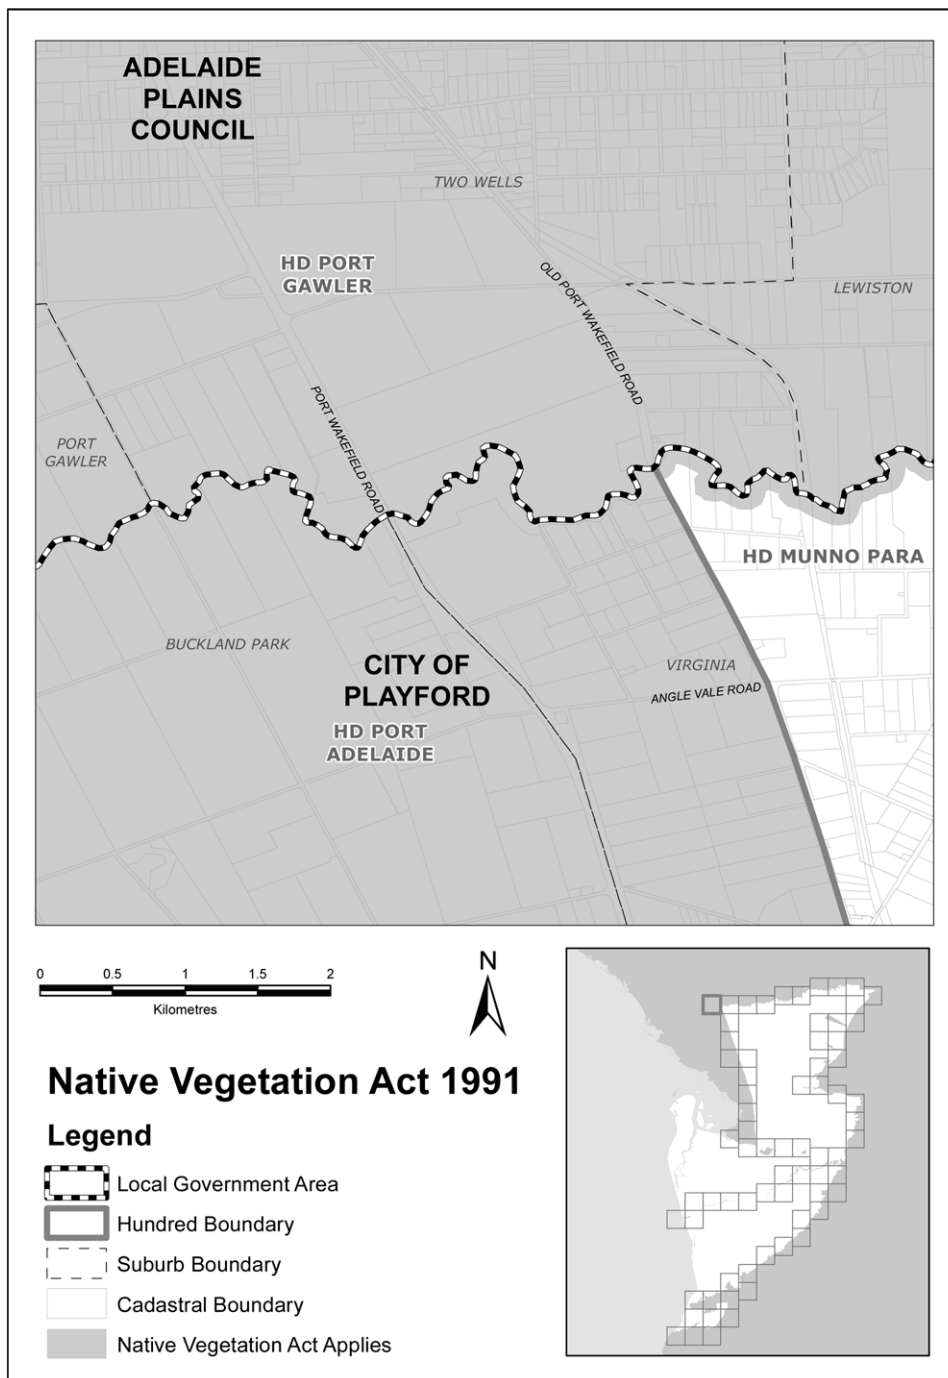 ADELAIDE
PLAINS
COUNCIL
TWO WELLS
HD PORT
GAWLER
OLD PORT WAKEFIELD ROAD
LEWISTON
PORT WAKEFIELD ROAD
PORT
GAWLER
HD MUNNO PARA
BUCKLAND PARK
CITY OF
PLAYFORD
VIRGINIA
ANGLE VALE ROAD
HD PORT
ADELAIDE
0 0.5 1 1.5 2
Kilometres
N
Native Vegetation Act 1991
Legend
Local Government Area
Hundred Boundary
Suburb Boundary
Cadastral Boundary
Native Vegetation Act Applies